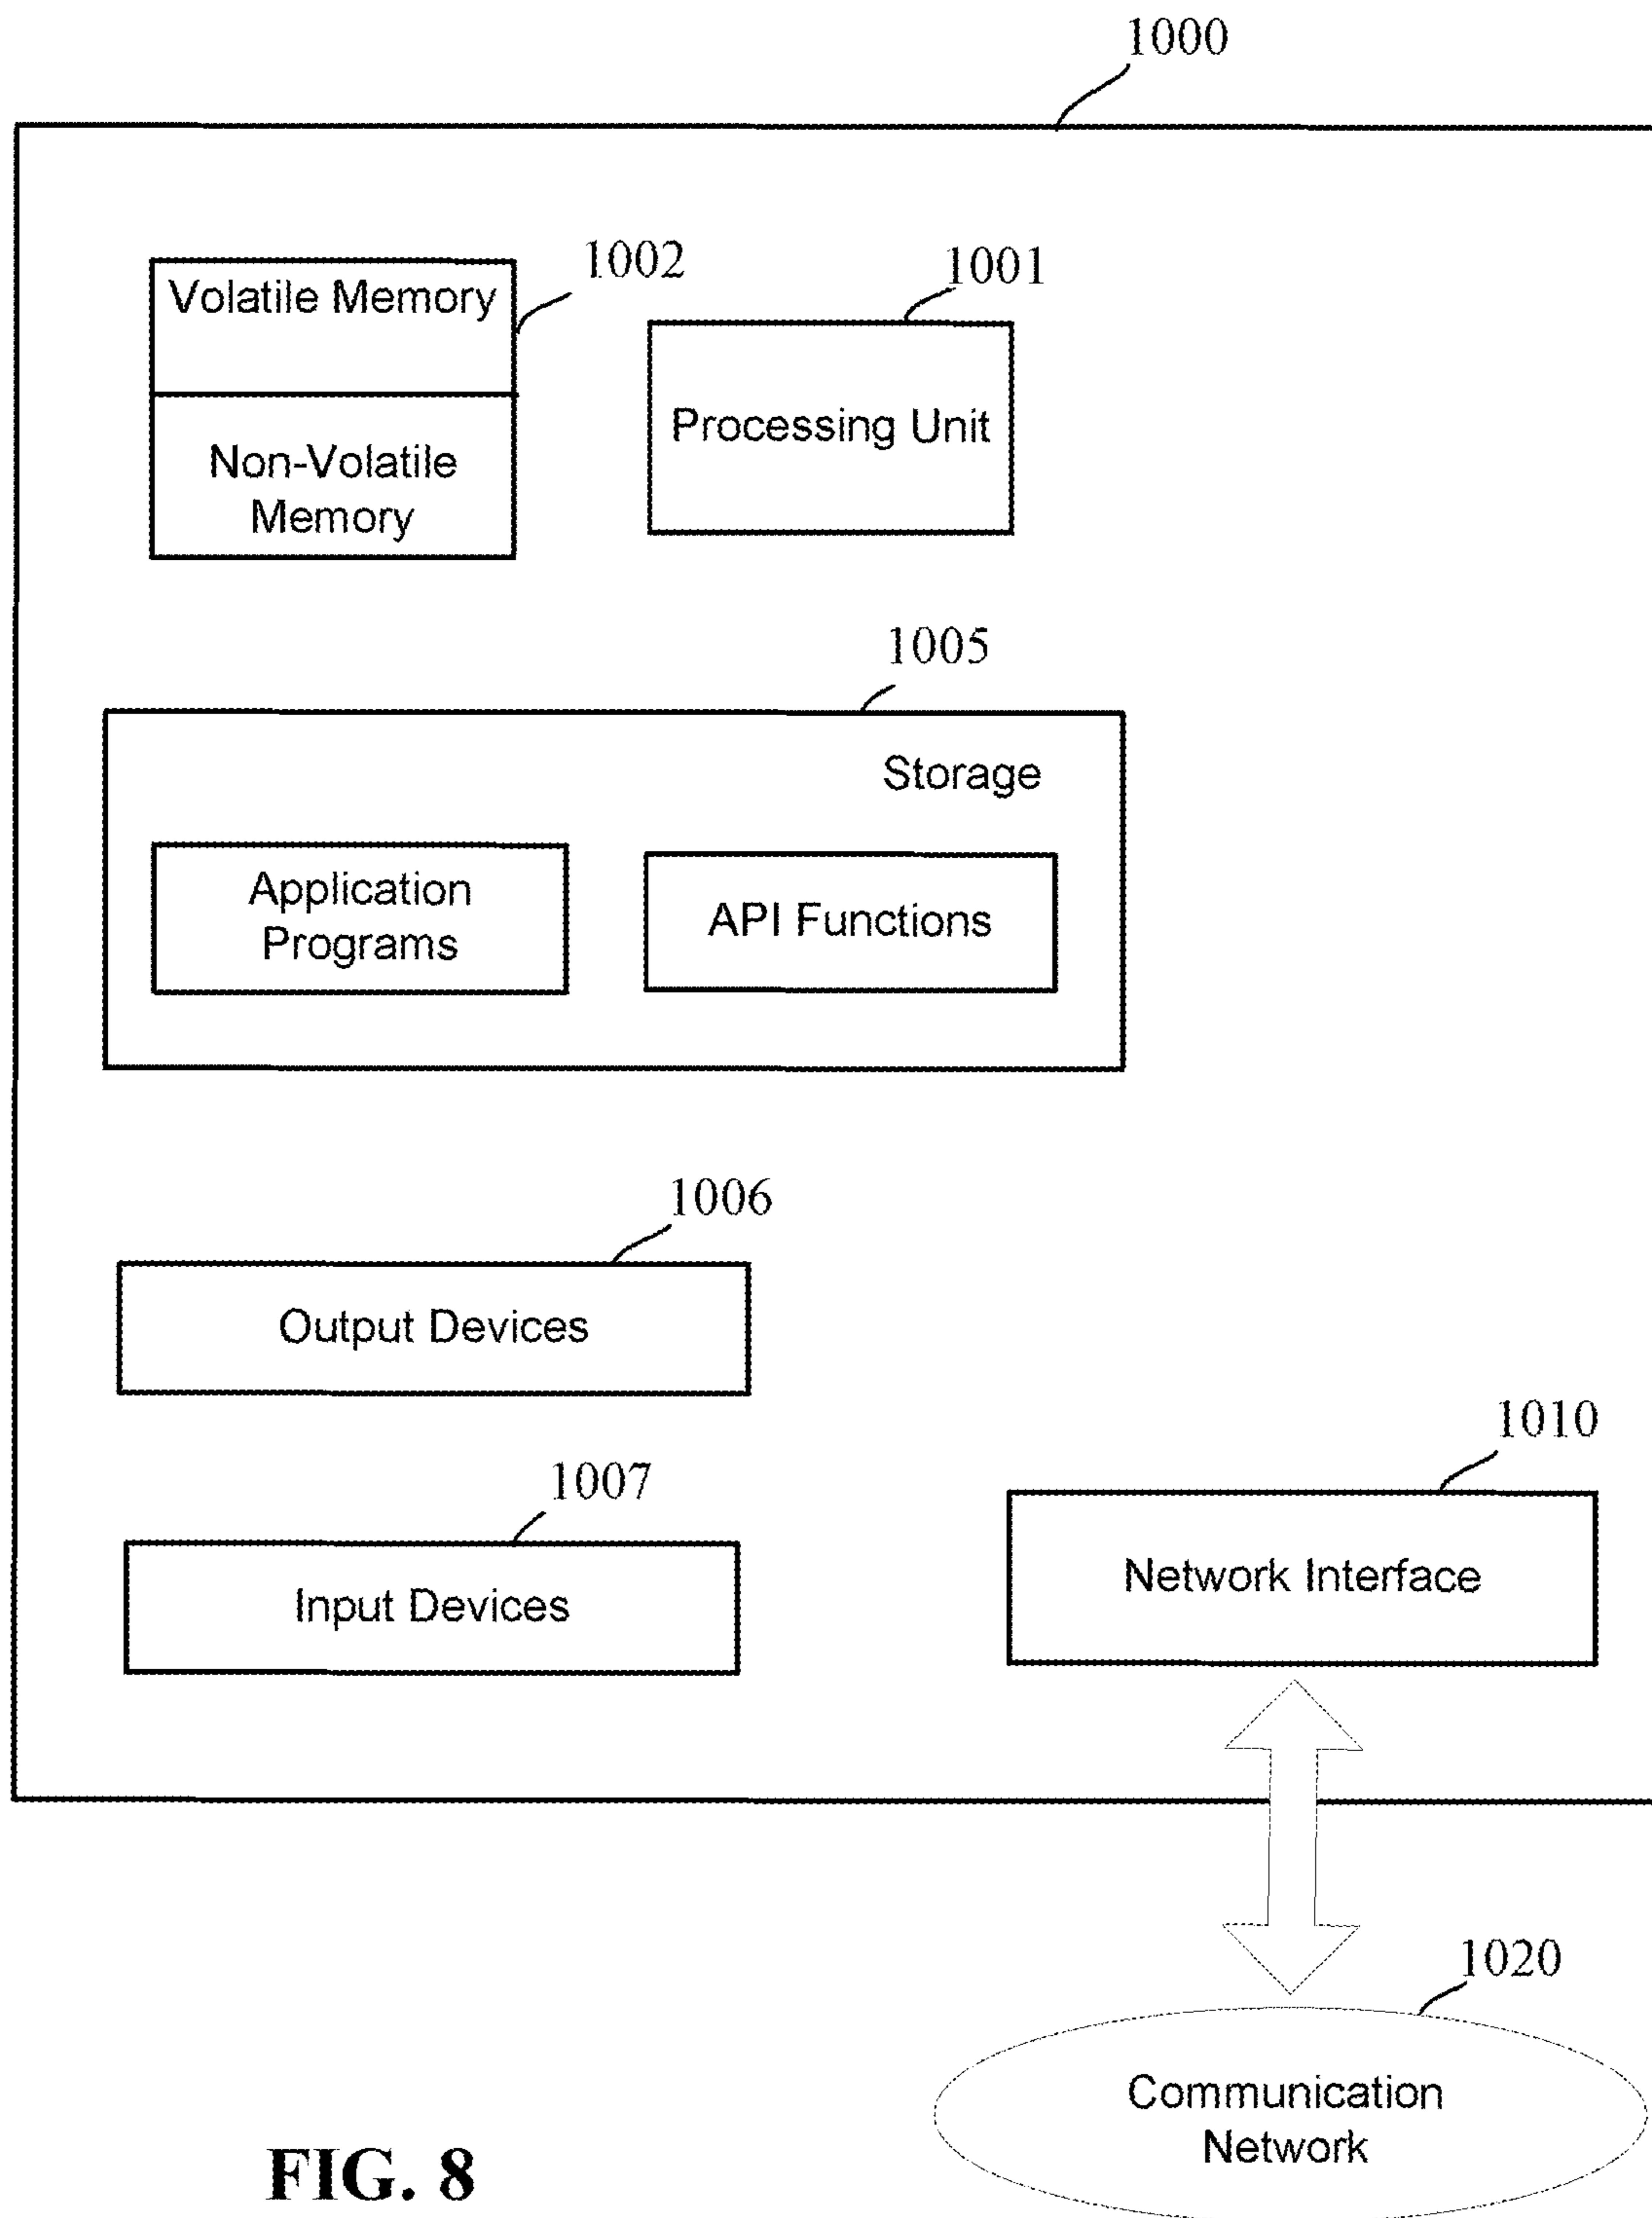 1000
1002
1001
Volatile Memory
Non-Volatile
Memory
Processing Unit
1005
Storage
Application
Programs
API Functions
1006
Output Devices
1010
1007
Network Interface
Input Devices
1020
Communication
Network
FIG. 8